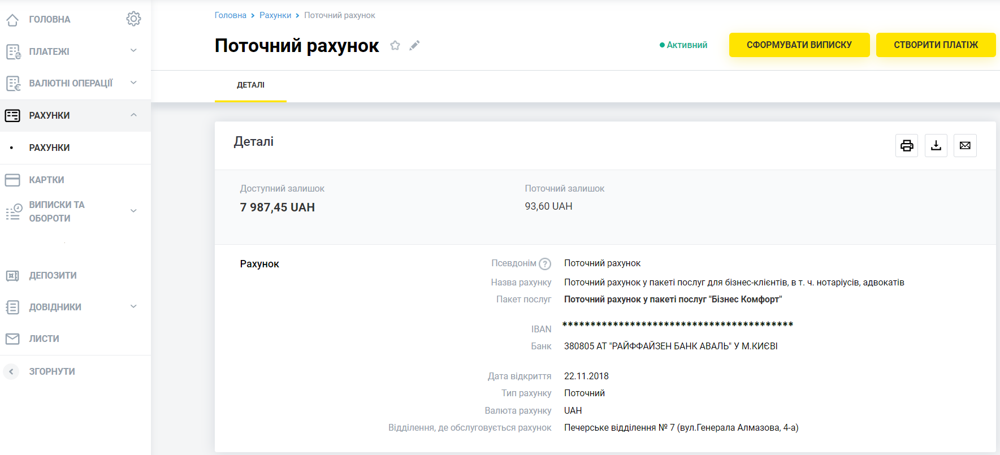 ГОЛОВНА
ПЛАТЕЖІ
ВАЛЮТНІ ОПЕРАЦІЇ
РАХУНКИ
РАХУНКИ
КАРТКИ
ВИПИСКИ ТА
ОБОРОТИ
ДЕПОЗИТИ
ДОВІДНИКИ
ЛИСТИ
ЗГОРНУТИ
Головна > Рахунки > Поточний рахунок
Поточний рахунок
Активний
СФОРМУВАТИ ВИПИСКУ
СТВОРИТИ ПЛАТІЖ
ДЕТАЛІ
Деталі
Доступний залишок
7 987,45 UAH
Поточний залишок
93,60 UAH
Рахунок
Псевдонім ? Поточний рахунок
Назва рахунку Поточний рахунок у пакеті послуг для бізнес-клієнтів, в т. ч. нотаріусів, адвокатів
Пакет послуг Поточний рахунок у пакеті послуг "Бізнес Комфорт"
IBAN *****************************************
Банк 380805 АТ "РАЙФФАЙЗЕН БАНК АВАЛЬ" У М.КИЄВІ
Дата відкриття 22.11.2018
Тип рахунку Поточний
Валюта рахунку UAH
Відділення, де обслуговується рахунок Печерське відділення № 7 (вул.Генерала Алмазова, 4-а)